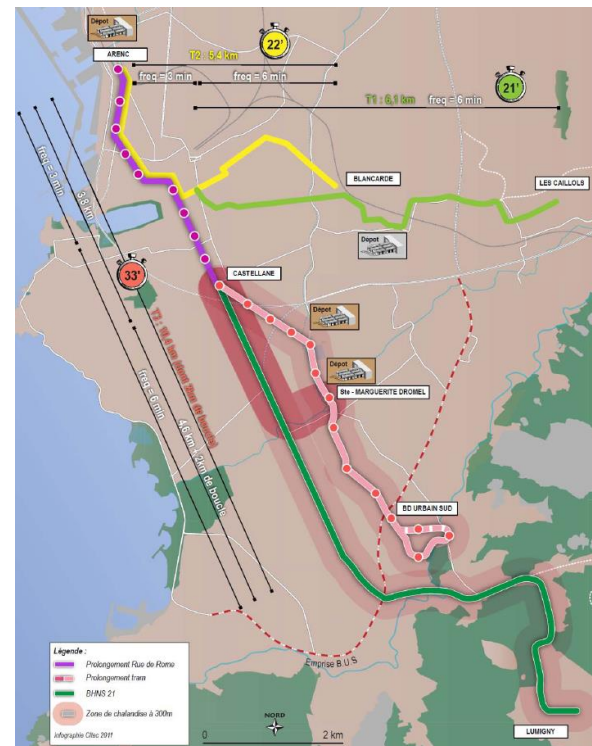 Dépôt
ARENC
22'
T2 : 5,4 km
freq = 3 min
freq = 6 min
21'
T1 : 6,1 km
freq = 6 min
BLANCARDE
LES CAILLOLS
Dépot
freq = 3 min
3,8 km
33'
CASTELLANE
Dépot
Dépot
Ste - MARGUERITE DROMEL
freq = 6 min
4,6 km + 2km de boucle
BD URBAIN SUD
Emprise B.U.S
Légende :
Prolongement Rue de Rome
Prolongement tram
BHNS 21
Zone de chalandise à 300m
Infographie Citec 2011
NORD
0
2 km
LUMIGNY